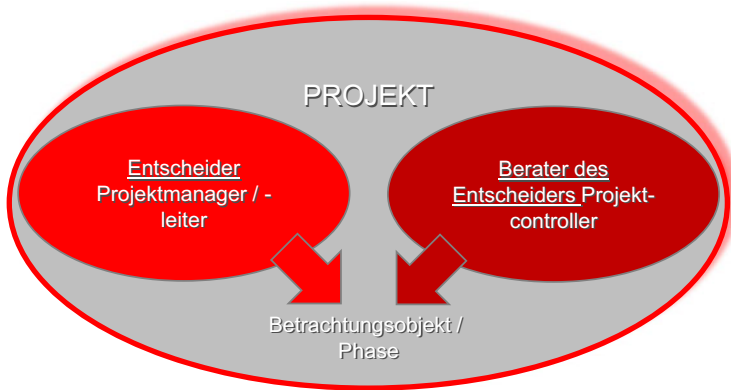 PROJEKT
Entscheider
Projektmanager / -
leiter
Berater des
Entscheiders Projekt-
controller
Betrachtungsobjekt /
Phase